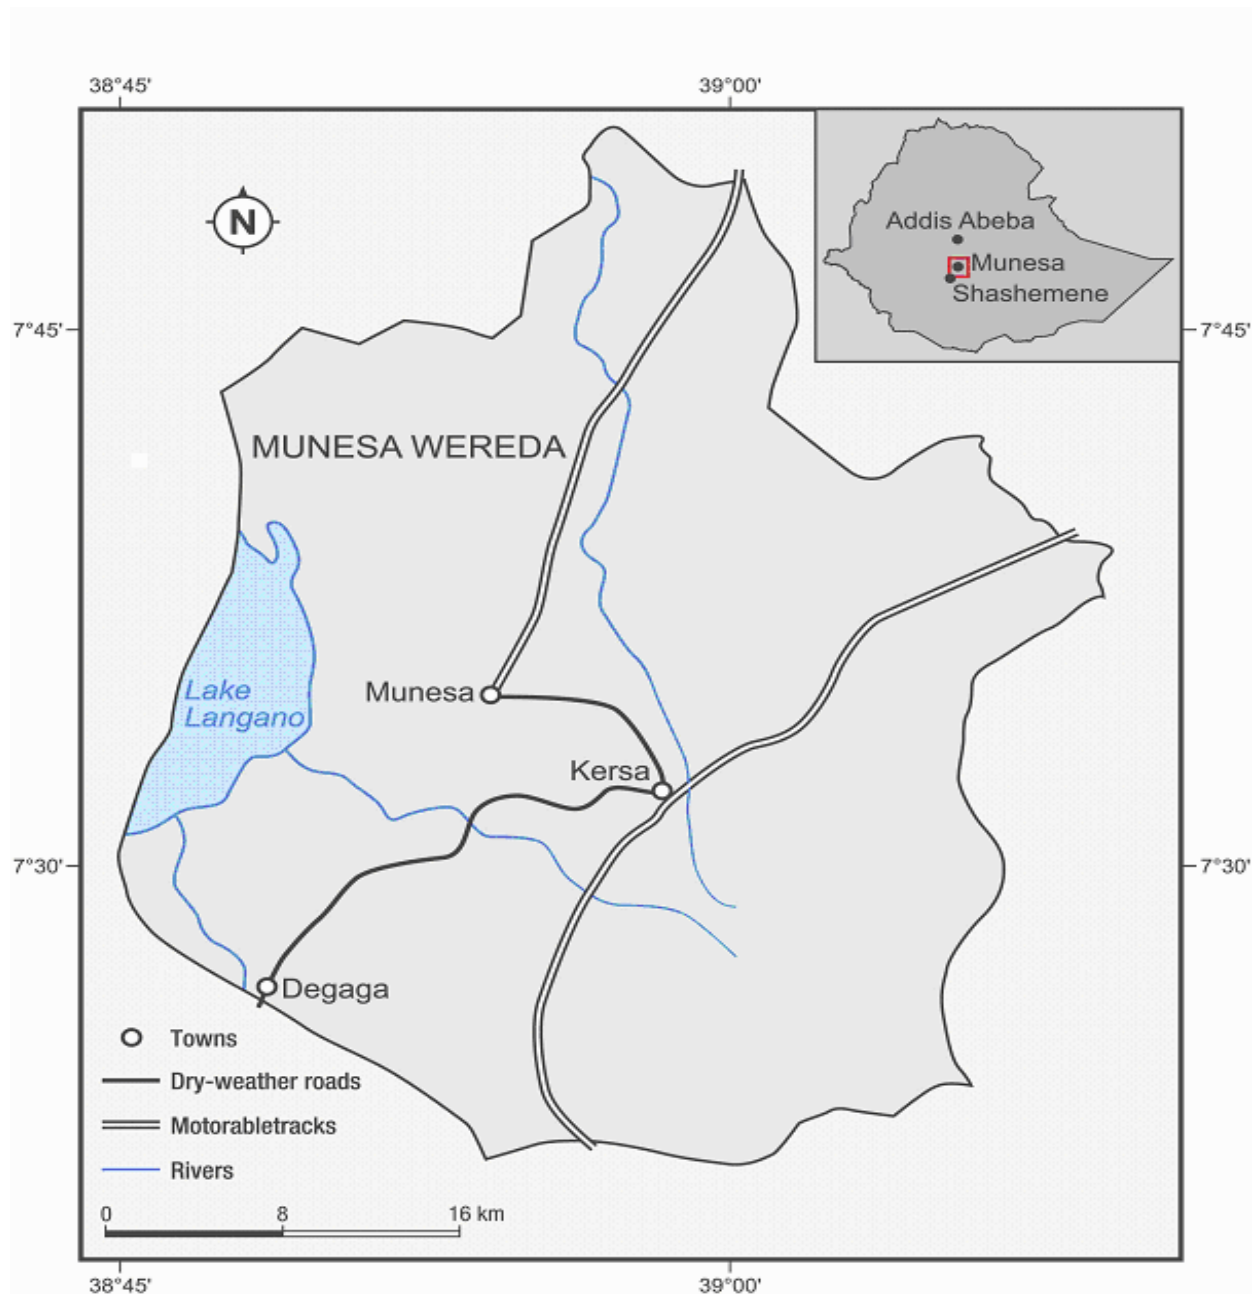 38°45'
39°00'
N
Addis Abeba
Munesa
Shashemene
7°45'
7°45'
MUNESA WEREDA
Lake
Langano
Munesa
Kersa
7°30'
7°30'
Degaga
Towns
Dry-weather roads
Motorabletracks
Rivers
0 8 16 km
38°45'
39°00'